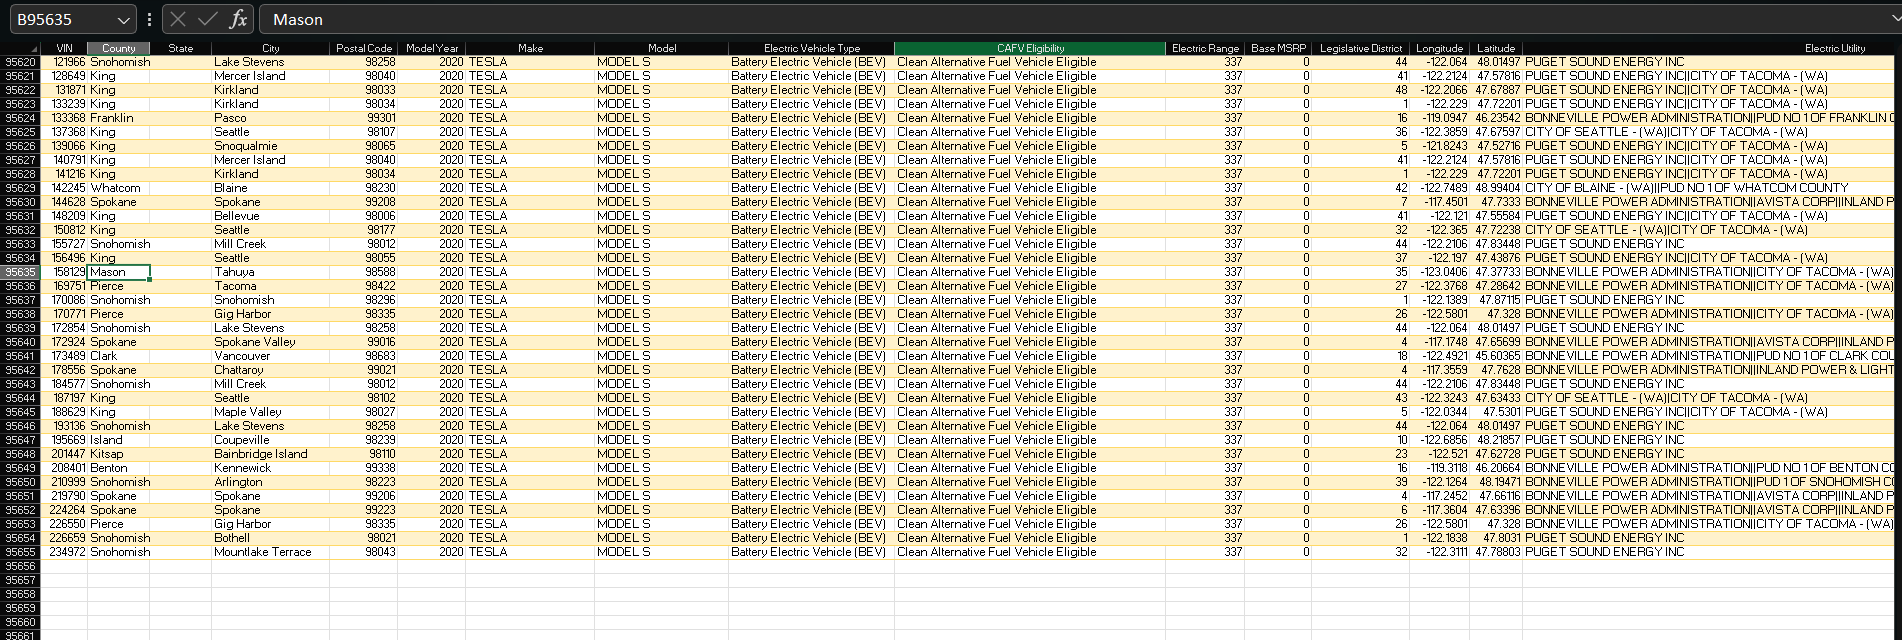 B95635 fx Mason
VIN County State City Postal Code Model Year Make Model Electric Vehicle Type CAFV Eligibility Electric Range Base MSRP Legislative District Longitude Latitude Electric Utility
95620 121966 Snohomish Lake Stevens 98258 2020 TESLA MODEL S Battery Electric Vehicle (BEV) Clean Alternative Fuel Vehicle Eligible 337 0 44 -122.064 48.01497 PUGET SOUND ENERGY INC
95621 128649 King Mercer Island 98040 2020 TESLA MODEL S Battery Electric Vehicle (BEV) Clean Alternative Fuel Vehicle Eligible 337 0 41 -122.2124 47.57816 PUGET SOUND ENERGY INC||CITY OF TACOMA - (WA)
95622 131871 King Kirkland 98033 2020 TESLA MODEL S Battery Electric Vehicle (BEV) Clean Alternative Fuel Vehicle Eligible 337 0 48 -122.2066 47.67887 PUGET SOUND ENERGY INC||CITY OF TACOMA - (WA)
95623 133239 King Kirkland 98034 2020 TESLA MODEL S Battery Electric Vehicle (BEV) Clean Alternative Fuel Vehicle Eligible 337 0 1 -122.229 47.72201 PUGET SOUND ENERGY INC||CITY OF TACOMA - (WA)
95624 133368 Franklin Pasco 99301 2020 TESLA MODEL S Battery Electric Vehicle (BEV) Clean Alternative Fuel Vehicle Eligible 337 0 16 -119.0947 46.23542 BONNEVILLE POWER ADMINISTRATION||PUD NO 1 OF FRANKLIN C
95625 137368 King Seattle 98107 2020 TESLA MODEL S Battery Electric Vehicle (BEV) Clean Alternative Fuel Vehicle Eligible 337 0 36 -122.3859 47.67597 CITY OF SEATTLE - (WA)|CITY OF TACOMA - (WA)
95626 139066 King Snoqualmie 98065 2020 TESLA MODEL S Battery Electric Vehicle (BEV) Clean Alternative Fuel Vehicle Eligible 337 0 5 -121.8243 47.52716 PUGET SOUND ENERGY INC||CITY OF TACOMA - (WA)
95627 140791 King Mercer Island 98040 2020 TESLA MODEL S Battery Electric Vehicle (BEV) Clean Alternative Fuel Vehicle Eligible 337 0 41 -122.2124 47.57816 PUGET SOUND ENERGY INC||CITY OF TACOMA - (WA)
95628 141216 King Kirkland 98034 2020 TESLA MODEL S Battery Electric Vehicle (BEV) Clean Alternative Fuel Vehicle Eligible 337 0 1 -122.229 47.72201 PUGET SOUND ENERGY INC||CITY OF TACOMA - (WA)
95629 142245 Whatcom Blaine 98230 2020 TESLA MODEL S Battery Electric Vehicle (BEV) Clean Alternative Fuel Vehicle Eligible 337 0 42 -122.7489 48.99404 CITY OF BLAINE - (WA)||PUD NO 1 OF WHATCOM COUNTY
95630 144628 Spokane Spokane 99208 2020 TESLA MODEL S Battery Electric Vehicle (BEV) Clean Alternative Fuel Vehicle Eligible 337 0 7 -117.4501 47.7333 BONNEVILLE POWER ADMINISTRATION||AVISTA CORP||INLAND P
95631 148209 King Bellevue 98006 2020 TESLA MODEL S Battery Electric Vehicle (BEV) Clean Alternative Fuel Vehicle Eligible 337 0 41 -122.121 47.55584 PUGET SOUND ENERGY INC||CITY OF TACOMA - (WA)
95632 150812 King Seattle 98177 2020 TESLA MODEL S Battery Electric Vehicle (BEV) Clean Alternative Fuel Vehicle Eligible 337 0 32 -122.365 47.72238 CITY OF SEATTLE - (WA)|CITY OF TACOMA - (WA)
95633 155727 Snohomish Mill Creek 98012 2020 TESLA MODEL S Battery Electric Vehicle (BEV) Clean Alternative Fuel Vehicle Eligible 337 0 44 -122.2106 47.83448 PUGET SOUND ENERGY INC
95634 156496 King Seattle 98055 2020 TESLA MODEL S Battery Electric Vehicle (BEV) Clean Alternative Fuel Vehicle Eligible 337 0 37 -122.197 47.43876 PUGET SOUND ENERGY INC||CITY OF TACOMA - (WA)
95635 158129 Mason Tahuya 98588 2020 TESLA MODEL S Battery Electric Vehicle (BEV) Clean Alternative Fuel Vehicle Eligible 337 0 35 -123.0406 47.37733 BONNEVILLE POWER ADMINISTRATION||CITY OF TACOMA - (WA)
95636 169751 Pierce Tacoma 98422 2020 TESLA MODEL S Battery Electric Vehicle (BEV) Clean Alternative Fuel Vehicle Eligible 337 0 27 -122.3768 47.28642 BONNEVILLE POWER ADMINISTRATION||CITY OF TACOMA - (WA)
95637 170086 Snohomish Snohomish 98296 2020 TESLA MODEL S Battery Electric Vehicle (BEV) Clean Alternative Fuel Vehicle Eligible 337 0 1 -122.1389 47.87115 PUGET SOUND ENERGY INC
95638 170771 Pierce Gig Harbor 98335 2020 TESLA MODEL S Battery Electric Vehicle (BEV) Clean Alternative Fuel Vehicle Eligible 337 0 26 -122.5801 47.328 BONNEVILLE POWER ADMINISTRATION||CITY OF TACOMA - (WA)
95639 172854 Snohomish Lake Stevens 98258 2020 TESLA MODEL S Battery Electric Vehicle (BEV) Clean Alternative Fuel Vehicle Eligible 337 0 44 -122.064 48.01497 PUGET SOUND ENERGY INC
95640 172924 Spokane Spokane Valley 99016 2020 TESLA MODEL S Battery Electric Vehicle (BEV) Clean Alternative Fuel Vehicle Eligible 337 0 4 -117.1748 47.65699 BONNEVILLE POWER ADMINISTRATION||AVISTA CORP||INLAND P
95641 173489 Clark Vancouver 98683 2020 TESLA MODEL S Battery Electric Vehicle (BEV) Clean Alternative Fuel Vehicle Eligible 337 0 18 -122.4921 45.60365 BONNEVILLE POWER ADMINISTRATION||PUD NO 1 OF CLARK COU
95642 178556 Spokane Chattaroy 99021 2020 TESLA MODEL S Battery Electric Vehicle (BEV) Clean Alternative Fuel Vehicle Eligible 337 0 4 -117.3559 47.7628 BONNEVILLE POWER ADMINISTRATION||INLAND POWER & LIGHT
95643 184577 Snohomish Mill Creek 98012 2020 TESLA MODEL S Battery Electric Vehicle (BEV) Clean Alternative Fuel Vehicle Eligible 337 0 44 -122.2106 47.83448 PUGET SOUND ENERGY INC
95644 187197 King Seattle 98102 2020 TESLA MODEL S Battery Electric Vehicle (BEV) Clean Alternative Fuel Vehicle Eligible 337 0 43 -122.3243 47.63433 CITY OF SEATTLE - (WA)|CITY OF TACOMA - (WA)
95645 188629 King Maple Valley 98027 2020 TESLA MODEL S Battery Electric Vehicle (BEV) Clean Alternative Fuel Vehicle Eligible 337 0 5 -122.0344 47.5301 PUGET SOUND ENERGY INC||CITY OF TACOMA - (WA)
95646 193136 Snohomish Lake Stevens 98258 2020 TESLA MODEL S Battery Electric Vehicle (BEV) Clean Alternative Fuel Vehicle Eligible 337 0 44 -122.064 48.01497 PUGET SOUND ENERGY INC
95647 195669 Island Coupeville 98239 2020 TESLA MODEL S Battery Electric Vehicle (BEV) Clean Alternative Fuel Vehicle Eligible 337 0 10 -122.6856 48.21857 PUGET SOUND ENERGY INC
95648 201447 Kitsap Bainbridge Island 98110 2020 TESLA MODEL S Battery Electric Vehicle (BEV) Clean Alternative Fuel Vehicle Eligible 337 0 23 -122.521 47.62728 PUGET SOUND ENERGY INC
95649 208401 Benton Kennewick 99338 2020 TESLA MODEL S Battery Electric Vehicle (BEV) Clean Alternative Fuel Vehicle Eligible 337 0 16 -119.3118 46.20664 BONNEVILLE POWER ADMINISTRATION||PUD NO 1 OF BENTON CO
95650 210999 Snohomish Arlington 98223 2020 TESLA MODEL S Battery Electric Vehicle (BEV) Clean Alternative Fuel Vehicle Eligible 337 0 39 -122.1264 48.19471 BONNEVILLE POWER ADMINISTRATION||PUD 1 OF SNOHOMISH C
95651 219790 Spokane Spokane 99206 2020 TESLA MODEL S Battery Electric Vehicle (BEV) Clean Alternative Fuel Vehicle Eligible 337 0 4 -117.2452 47.66116 BONNEVILLE POWER ADMINISTRATION||AVISTA CORP||INLAND P
95652 224264 Spokane Spokane 99223 2020 TESLA MODEL S Battery Electric Vehicle (BEV) Clean Alternative Fuel Vehicle Eligible 337 0 6 -117.3604 47.63396 BONNEVILLE POWER ADMINISTRATION||AVISTA CORP||INLAND P
95653 226550 Pierce Gig Harbor 98335 2020 TESLA MODEL S Battery Electric Vehicle (BEV) Clean Alternative Fuel Vehicle Eligible 337 0 26 -122.5801 47.328 BONNEVILLE POWER ADMINISTRATION||CITY OF TACOMA - (WA)
95654 226659 Snohomish Bothell 98021 2020 TESLA MODEL S Battery Electric Vehicle (BEV) Clean Alternative Fuel Vehicle Eligible 337 0 1 -122.1838 47.8031 PUGET SOUND ENERGY INC
95655 234972 Snohomish Mountlake Terrace 98043 2020 TESLA MODEL S Battery Electric Vehicle (BEV) Clean Alternative Fuel Vehicle Eligible 337 0 32 -122.3111 47.78803 PUGET SOUND ENERGY INC
95656
95657
95658
95659
95660
95661